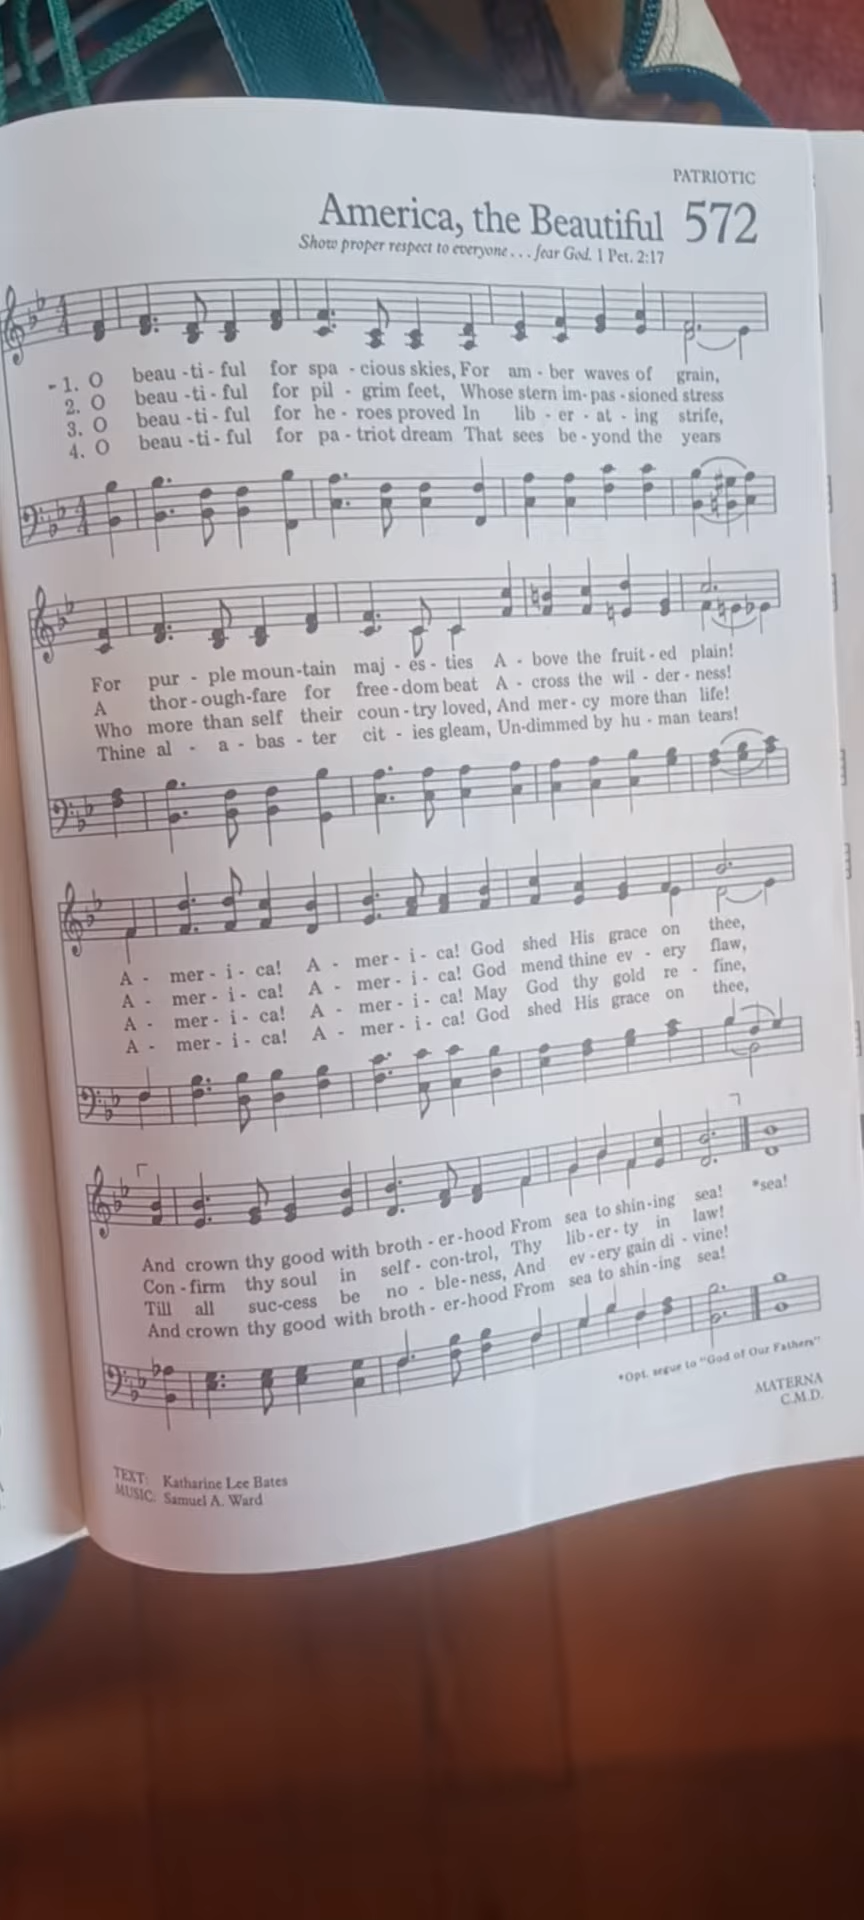 PATRIOTIC
America, the Beautiful 572
Show proper respect to everyone . . . fear God. 1 Pet. 2:17
1. O beau - ti - ful for spa - cious skies, For am - ber waves of grain,
2. O beau - ti - ful for pil - grim feet, Whose stern im- pas - sioned stress
3. O beau - ti - ful for he - roes proved In lib - er - at - ing strife,
4. O beau - ti - ful for pa - triot dream That sees be - yond the years
For pur - ple moun-tain maj - es - ties A - bove the fruit - ed plain!
A thor - ough-fare for free - dom beat A - cross the wil - der - ness!
Who more than self their coun - try loved, And mer - cy more than life!
Thine al - a - bas - ter cit - ies gleam, Un-dimmed by hu - man tears!
A - mer - i - ca! A - mer - i - ca! God shed His grace on thee,
A - mer - i - ca! A - mer - i - ca! God mend thine ev - ery flaw,
A - mer - i - ca! A - mer - i - ca! May God thy gold re - fine,
A - mer - i - ca! A - mer - i - ca! God shed His grace on thee,
And crown thy good with broth - er-hood From sea to shin-ing sea! *sea!
Con - firm thy soul in self - con-trol, Thy lib - er - ty in law!
Till all suc-cess be no - ble-ness, And ev - ery gain di - vine!
And crown thy good with broth - er-hood From sea to shin-ing sea!
*Opt. segue to "God of Our Fathers"
MATERNA
C.M.D.
TEXT: Katharine Lee Bates
MUSIC: Samuel A. Ward